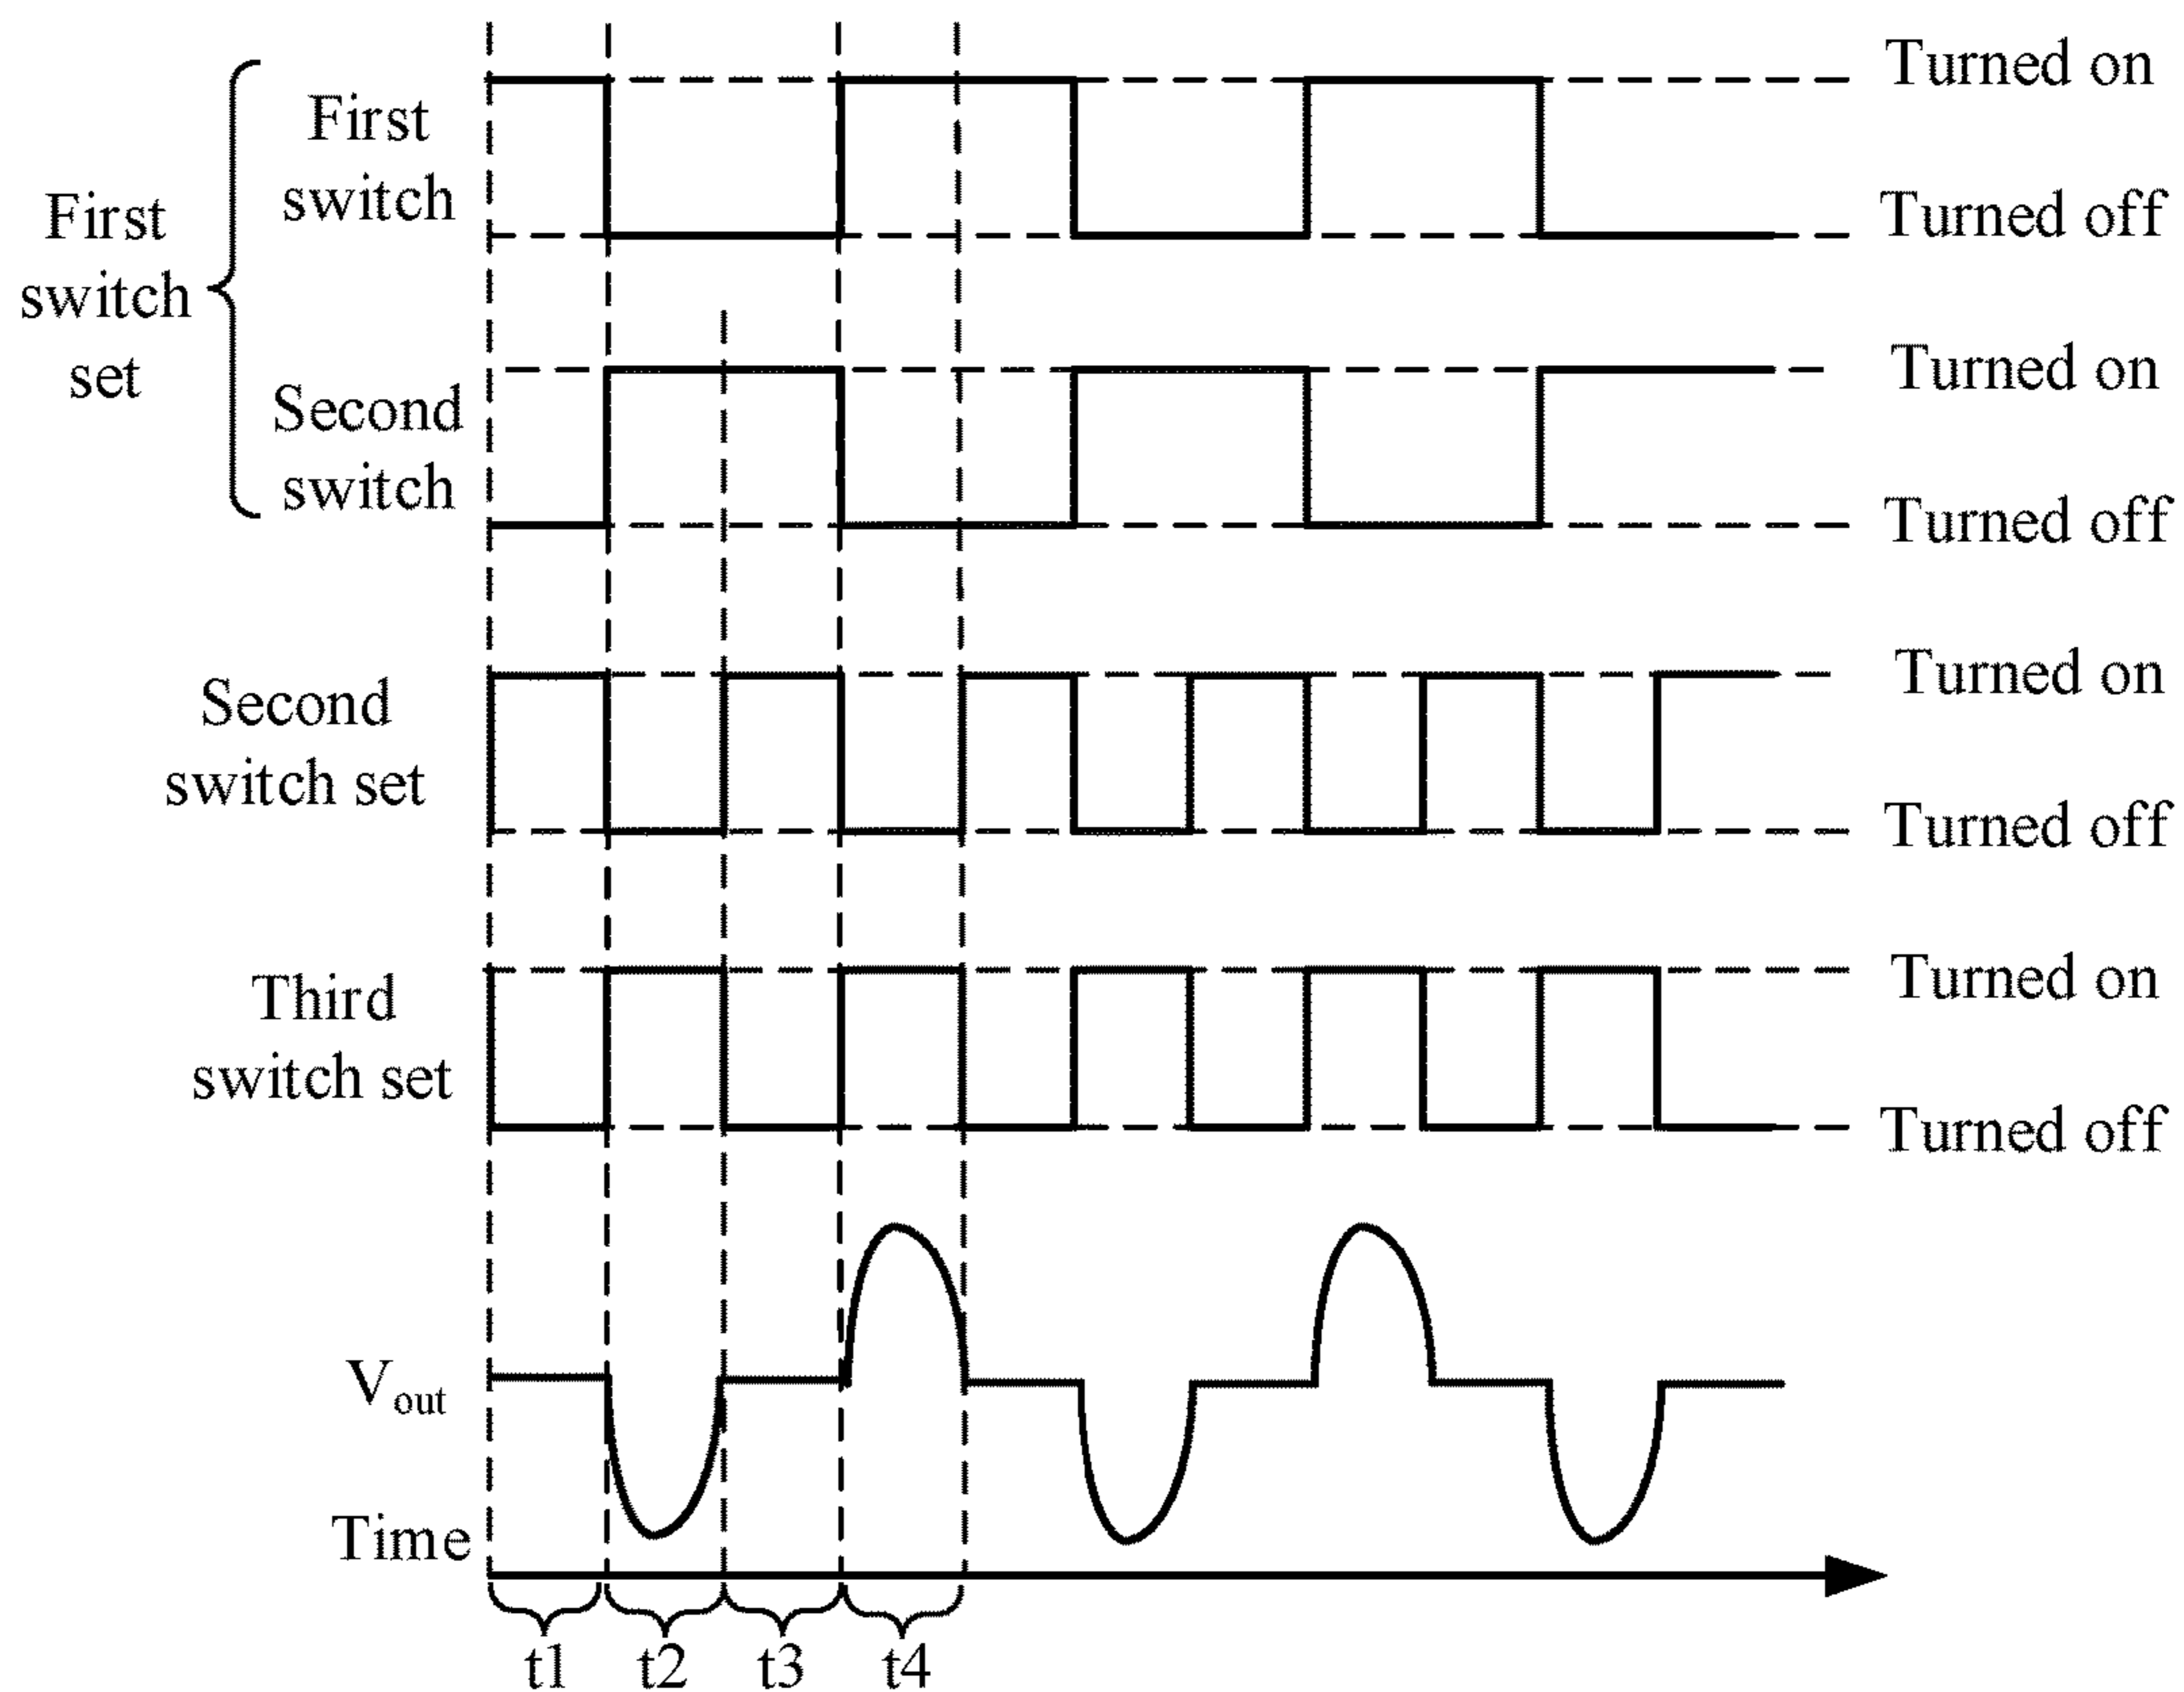 Turned on
First
switch
Turned off
First
switch
set
Turned on
Second
switch
Turned off
Turned on
Second
switch set
Turned off
Turned on
Third
switch set
Turned off
Vout
Time
t1 t2 t3 t4